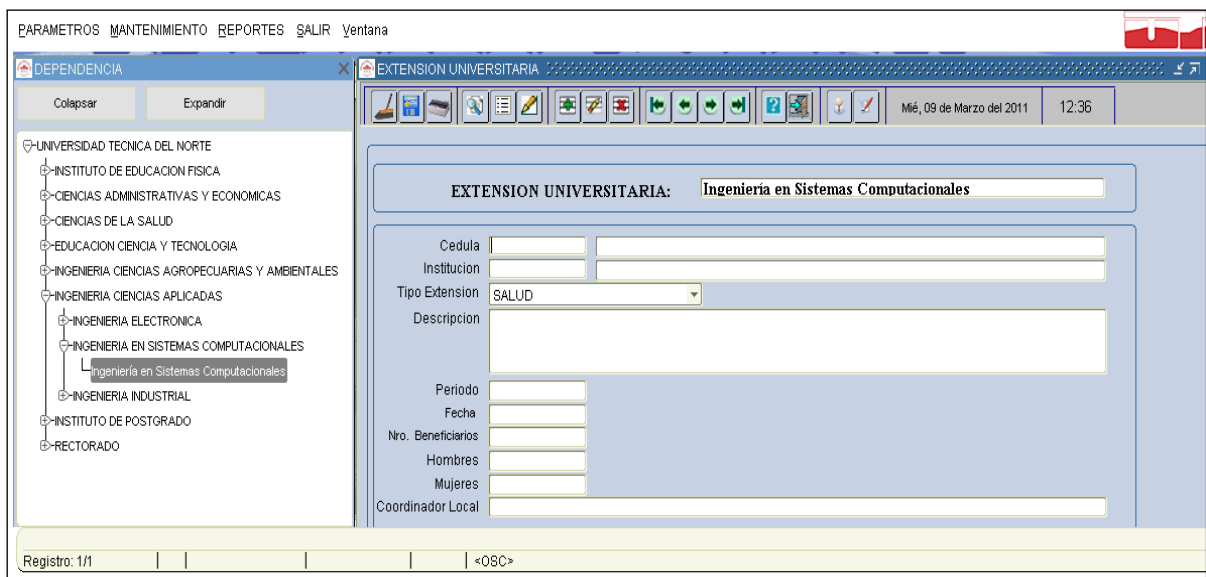 PARAMETROS MANTENIMIENTO REPORTES SALIR Ventana
DEPENDENCIA
Colapsar Expandir
UNIVERSIDAD TECNICA DEL NORTE
INSTITUTO DE EDUCACION FISICA
CIENCIAS ADMINISTRATIVAS Y ECONOMICAS
CIENCIAS DE LA SALUD
EDUCACION CIENCIA Y TECNOLOGIA
INGENIERIA CIENCIAS AGROPECUARIAS Y AMBIENTALES
INGENIERIA CIENCIAS APLICADAS
INGENIERIA ELECTRONICA
INGENIERIA EN SISTEMAS COMPUTACIONALES
Ingeniería en Sistemas Computacionales
INGENIERIA INDUSTRIAL
INSTITUTO DE POSTGRADO
RECTORADO
EXTENSION UNIVERSITARIA
Mié, 09 de Marzo del 2011 12:36
EXTENSION UNIVERSITARIA: Ingeniería en Sistemas Computacionales
Cedula
Institucion
Tipo Extension SALUD
Descripcion
Periodo
Fecha
Nro. Beneficiarios
Hombres
Mujeres
Coordinador Local
Registro: 1/1 <OSC>